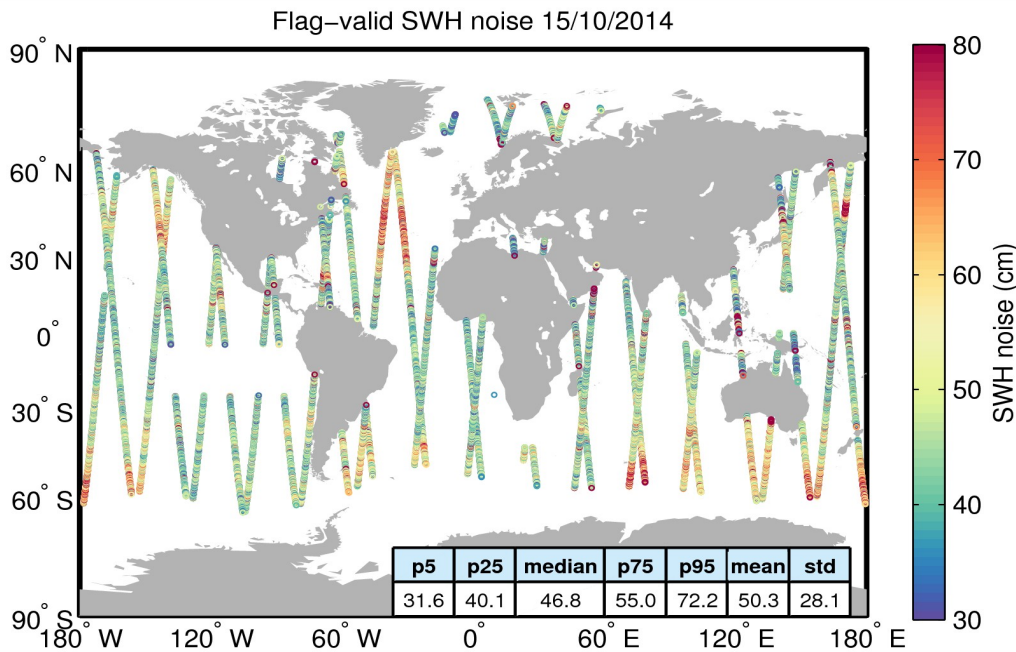 Flag−valid SWH noise 15/10/2014
90° N
60° N
30° N
0°
30° S
60° S
90° S
180° W
120° W
60° W
0°
60° E
120° E
180° E
p5 p25 median p75 p95 mean std
31.6 40.1 46.8 55.0 72.2 50.3 28.1
80
70
60
50
40
30
SWH noise (cm)